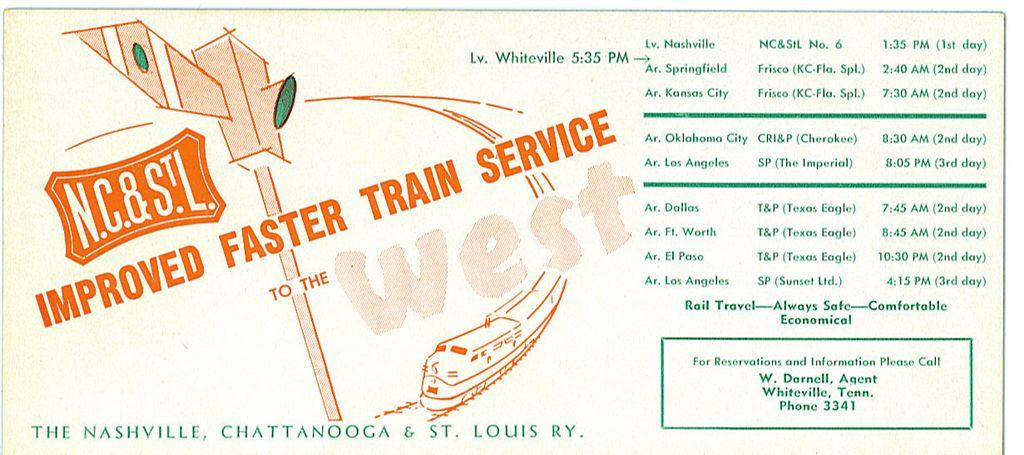 Lv. Whiteville 5:35 PM →
Lv. Nashville NC&StL No. 6 1:35 PM (1st day)
Ar. Springfield Frisco (KC-Fla. Spl.) 2:40 AM (2nd day)
Ar. Kansas City Frisco (KC-Fla. Spl.) 7:30 AM (2nd day)
Ar. Oklahoma City CRI&P (Cherokee) 8:30 AM (2nd day)
Ar. Los Angeles SP (The Imperial) 8:05 PM (3rd day)
Ar. Dallas T&P (Texas Eagle) 7:45 AM (2nd day)
Ar. Ft. Worth T&P (Texas Eagle) 8:45 AM (2nd day)
Ar. El Paso T&P (Texas Eagle) 10:30 PM (2nd day)
Ar. Los Angeles SP (Sunset Ltd.) 4:15 PM (3rd day)
Rail Travel—Always Safe—Comfortable
Economical
For Reservations and Information Please Call
W. Darnell, Agent
Whiteville, Tenn.
Phone 3341
N.C.&ST.L.
IMPROVED FASTER TRAIN SERVICE
TO THE West
THE NASHVILLE, CHATTANOOGA & ST. LOUIS RY.